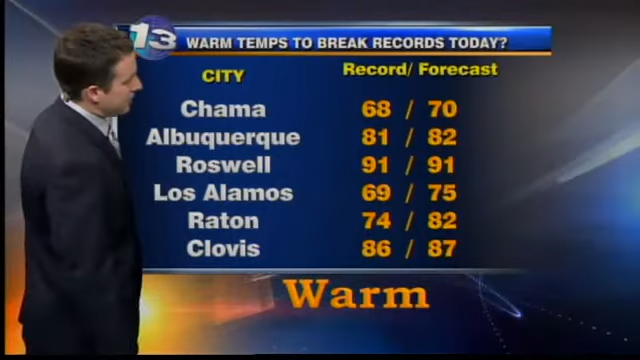 13 WARM TEMPS TO BREAK RECORDS TODAY?
CITY Record/ Forecast
Chama 68 / 70
Albuquerque 81 / 82
Roswell 91 / 91
Los Alamos 69 / 75
Raton 74 / 82
Clovis 86 / 87
Warm